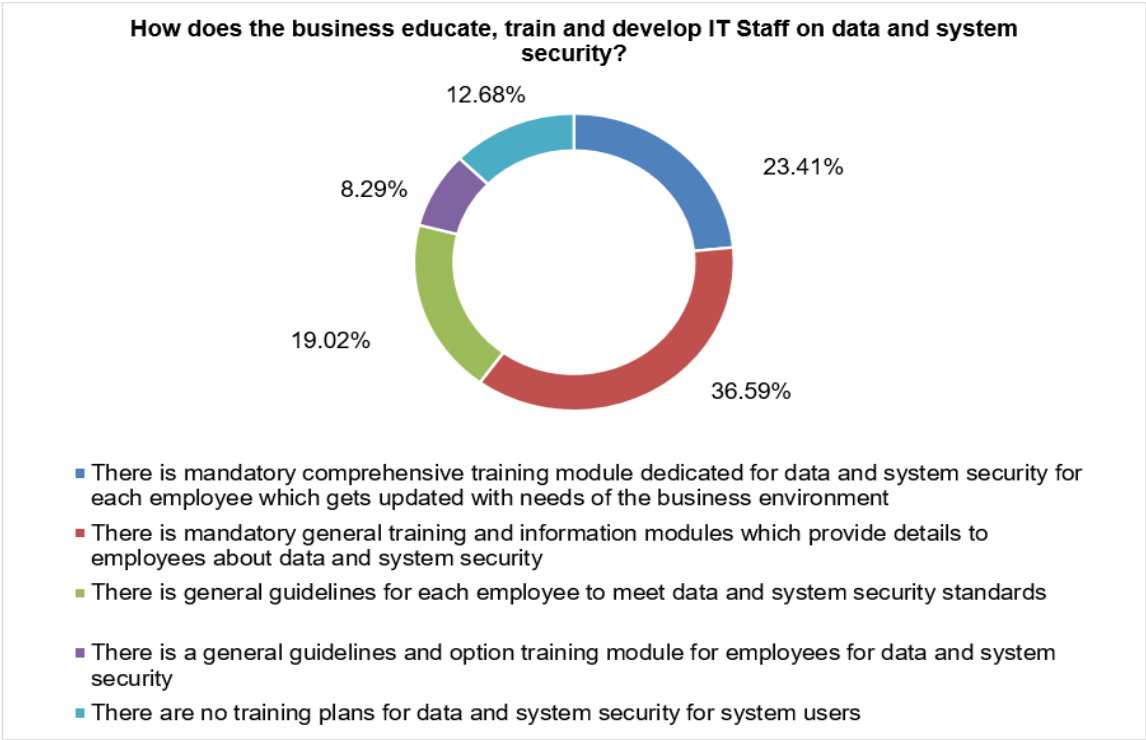 How does the business educate, train and develop IT Staff on data and system
security?
12.68%
23.41%
8.29%
19.02%
36.59%
There is mandatory comprehensive training module dedicated for data and system security for
each employee which gets updated with needs of the business environment
There is mandatory general training and information modules which provide details to
employees about data and system security
There is general guidelines for each employee to meet data and system security standards
There is a general guidelines and option training module for employees for data and system
security
There are no training plans for data and system security for system users